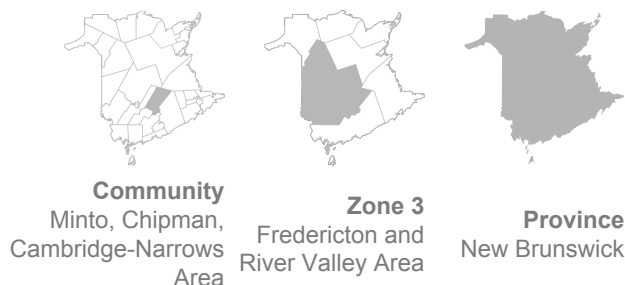 Community
Minto, Chipman,
Cambridge-Narrows
Area
Zone 3
Fredericton and
River Valley Area
Province
New Brunswick